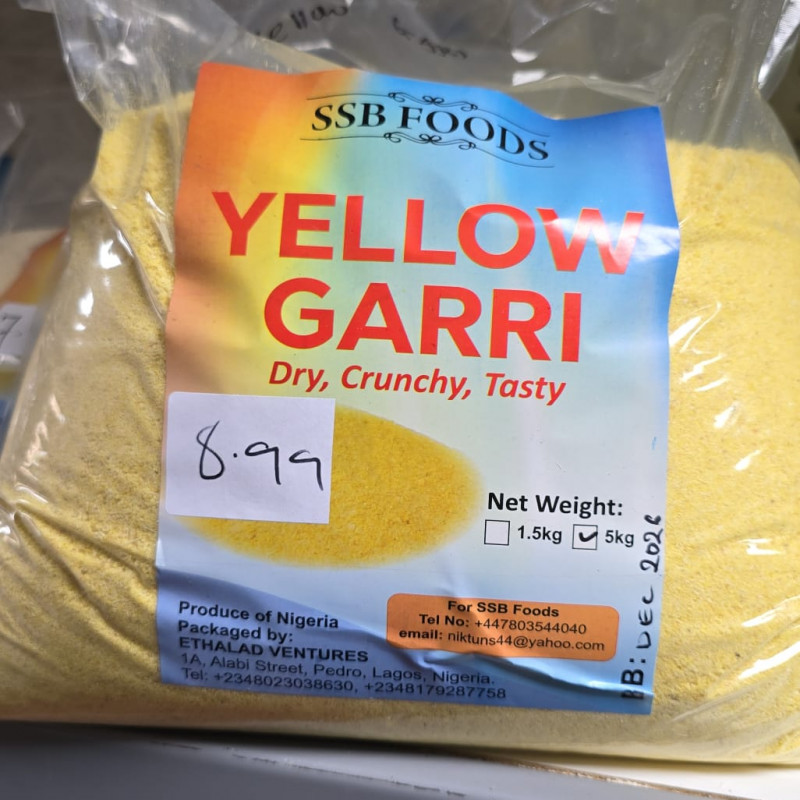 SSB FOODS
YELLOW
GARRI
Dry, Crunchy, Tasty
8.99
Net Weight:
1.5kg 5kg
BB: DEC 2026
Produce of Nigeria
Packaged by:
ETHALAD VENTURES
1A, Alabi Street, Pedro, Lagos, Nigeria.
Tel: +2348023038630, +2348179287758
For SSB Foods
Tel No: +447803544040
email: niktuns44@yahoo.com